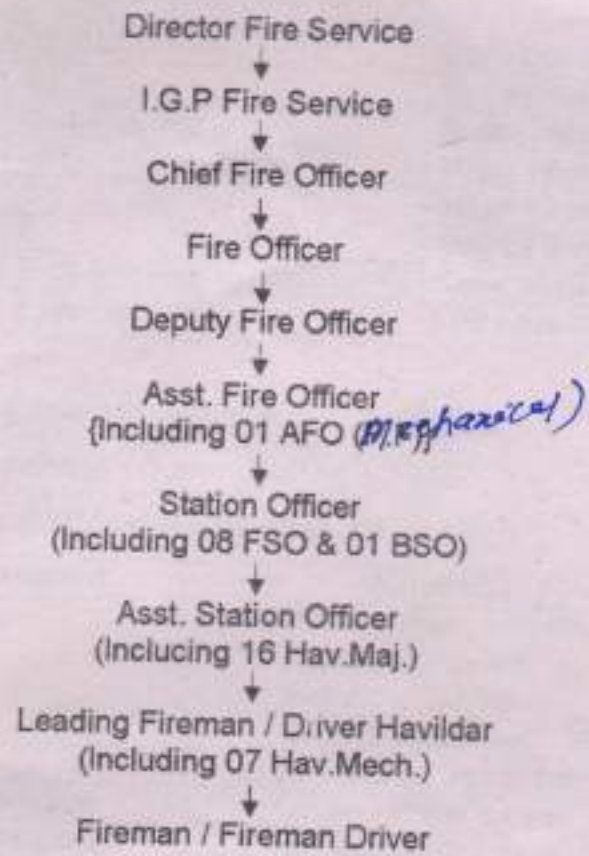 Director Fire Service
I.G.P Fire Service
Chief Fire Officer
Fire Officer
Deputy Fire Officer
Asst. Fire Officer
{Including 01 AFO (Mechanical)
Station Officer
(Including 08 FSO & 01 BSO)
Asst. Station Officer
(Inclucing 16 Hav.Maj.)
Leading Fireman / Driver Havildar
(Including 07 Hav.Mech.)
Fireman / Fireman Driver